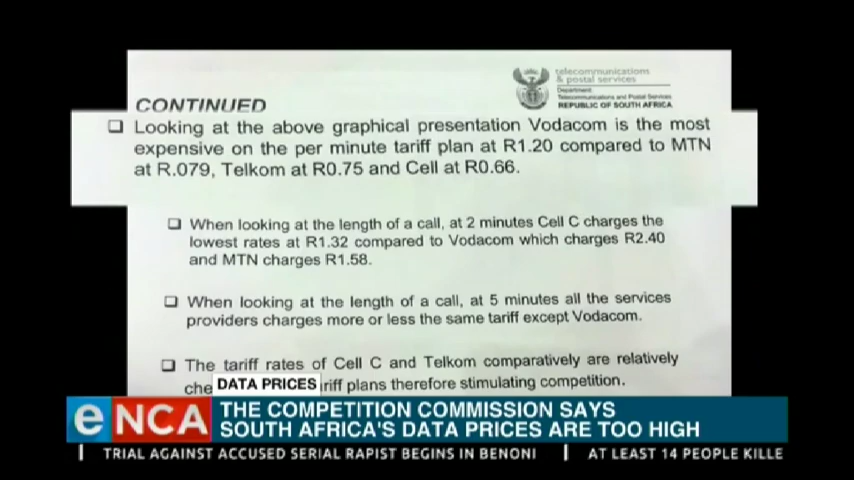 telecommunications
& postal services
Department:
Telecommunications and Postal Services
REPUBLIC OF SOUTH AFRICA
CONTINUED
❑ Looking at the above graphical presentation Vodacom is the most
expensive on the per minute tariff plan at R1.20 compared to MTN
at R.079, Telkom at R0.75 and Cell at R0.66.
❑ When looking at the length of a call, at 2 minutes Cell C charges the
lowest rates at R1.32 compared to Vodacom which charges R2.40
and MTN charges R1.58.
❑ When looking at the length of a call, at 5 minutes all the services
providers charges more or less the same tariff except Vodacom.
❑ The tariff rates of Cell C and Telkom comparatively are relatively
che
riff plans therefore stimulating competition.
DATA PRICES
eNCA
THE COMPETITION COMMISSION SAYS
SOUTH AFRICA'S DATA PRICES ARE TOO HIGH
TRIAL AGAINST ACCUSED SERIAL RAPIST BEGINS IN BENONI | AT LEAST 14 PEOPLE KILLE